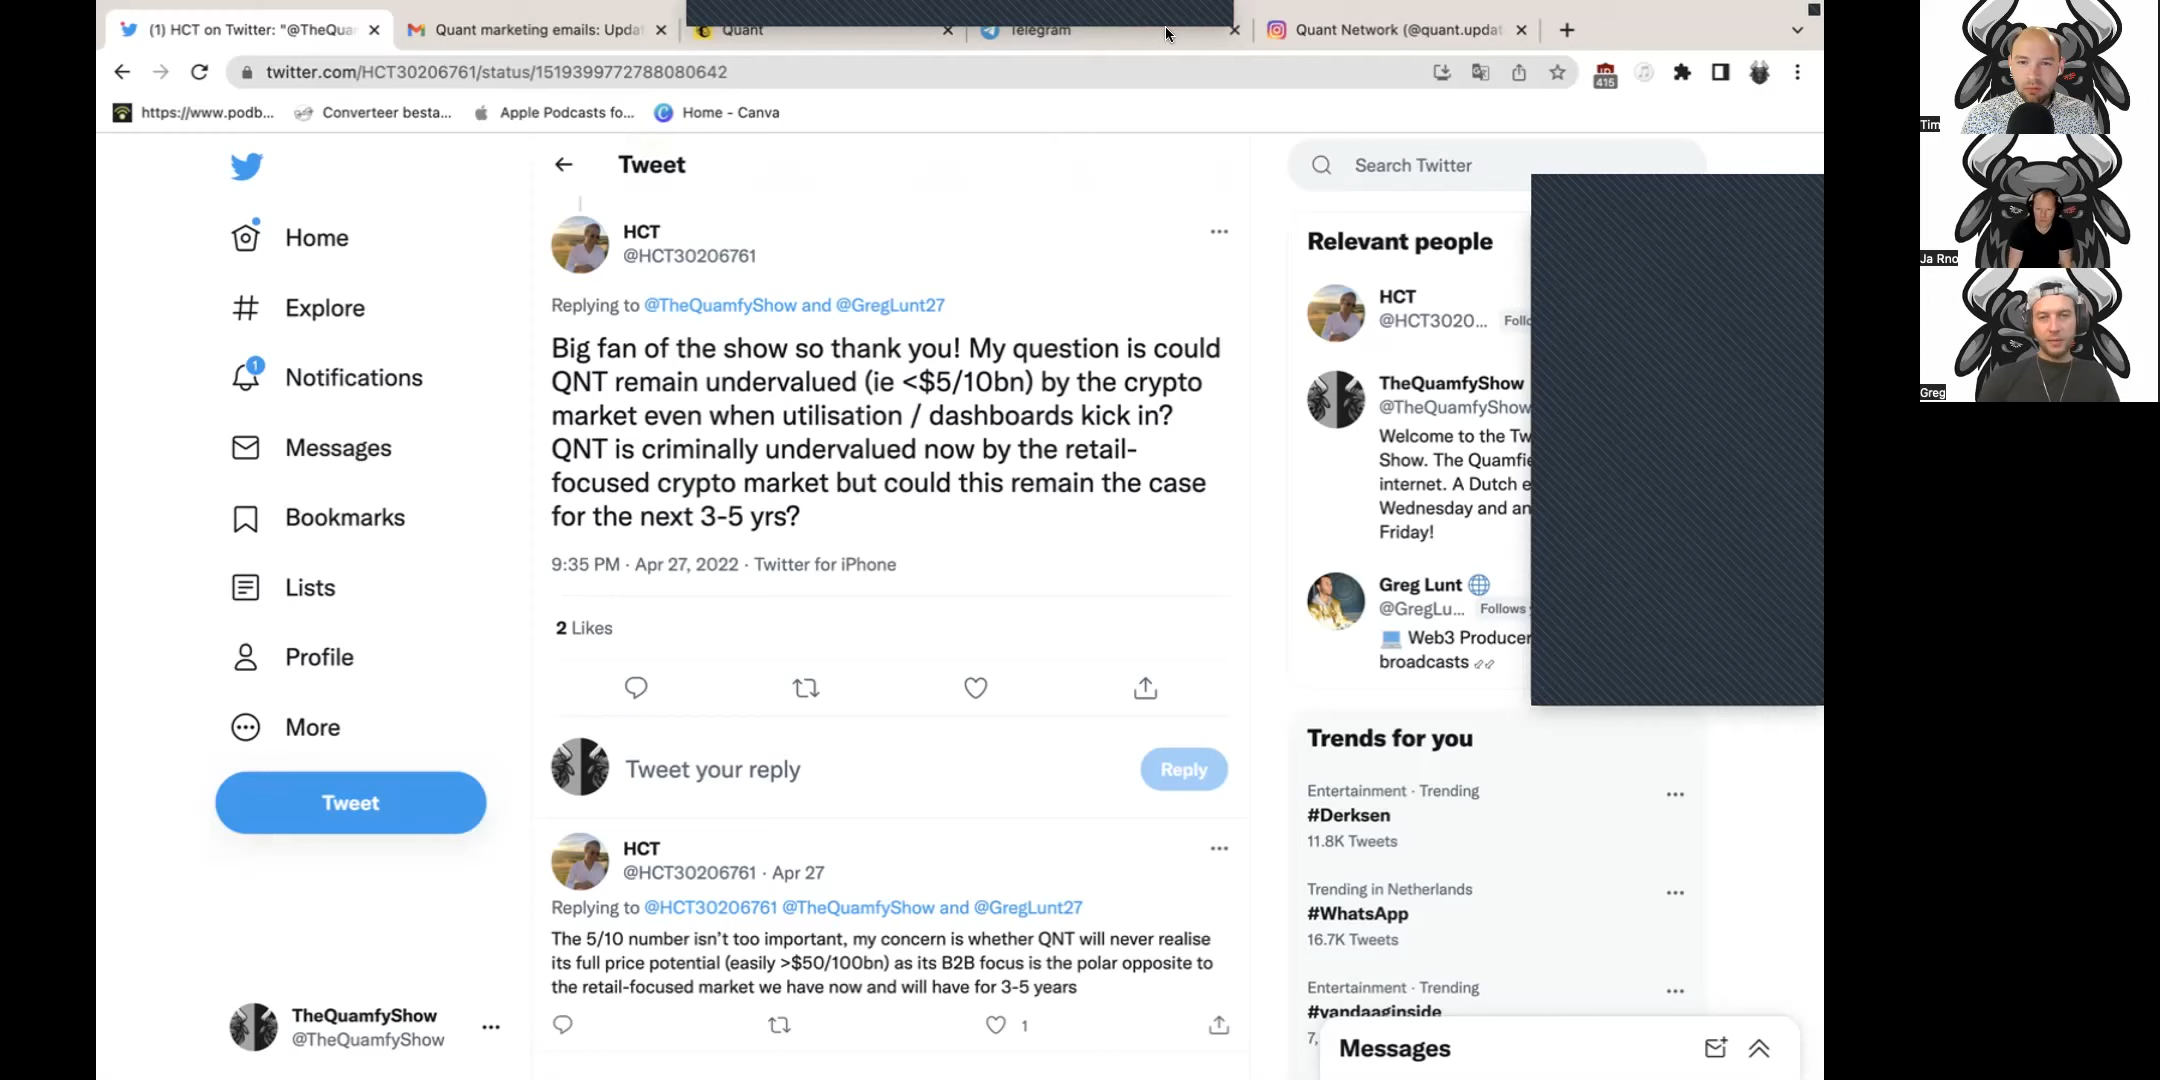 (1) HCT on Twitter: "@TheQua
Quant marketing emails: Upda
Quant
Telegram
Quant Network (@quant.updat
twitter.com/HCT30206761/status/1519399772788080642
415
https://www.podb...
Converteer besta...
Apple Podcasts fo...
Home - Canva
Home
Explore
1
Notifications
Messages
Bookmarks
Lists
Profile
More
Tweet
TheQuamfyShow
@TheQuamfyShow
Tweet
HCT
@HCT30206761
Replying to @TheQuamfyShow and @GregLunt27
Big fan of the show so thank you! My question is could
QNT remain undervalued (ie <$5/10bn) by the crypto
market even when utilisation / dashboards kick in?
QNT is criminally undervalued now by the retail-
focused crypto market but could this remain the case
for the next 3-5 yrs?
9:35 PM · Apr 27, 2022 · Twitter for iPhone
2 Likes
Tweet your reply
Reply
HCT
@HCT30206761 · Apr 27
Replying to @HCT30206761 @TheQuamfyShow and @GregLunt27
The 5/10 number isn't too important, my concern is whether QNT will never realise
its full price potential (easily >$50/100bn) as its B2B focus is the polar opposite to
the retail-focused market we have now and will have for 3-5 years
1
Search Twitter
Relevant people
HCT
@HCT3020... Follo
TheQuamfyShow
@TheQuamfyShow
Welcome to the Tw
Show. The Quamfie
internet. A Dutch e
Wednesday and an
Friday!
Greg Lunt
@GregLu... Follows
Web3 Producer
broadcasts
Trends for you
Entertainment · Trending
#Derksen
11.8K Tweets
Trending in Netherlands
#WhatsApp
16.7K Tweets
Entertainment · Trending
#vandaaginside
7,
Messages
Tim
Ja Rno
Greg